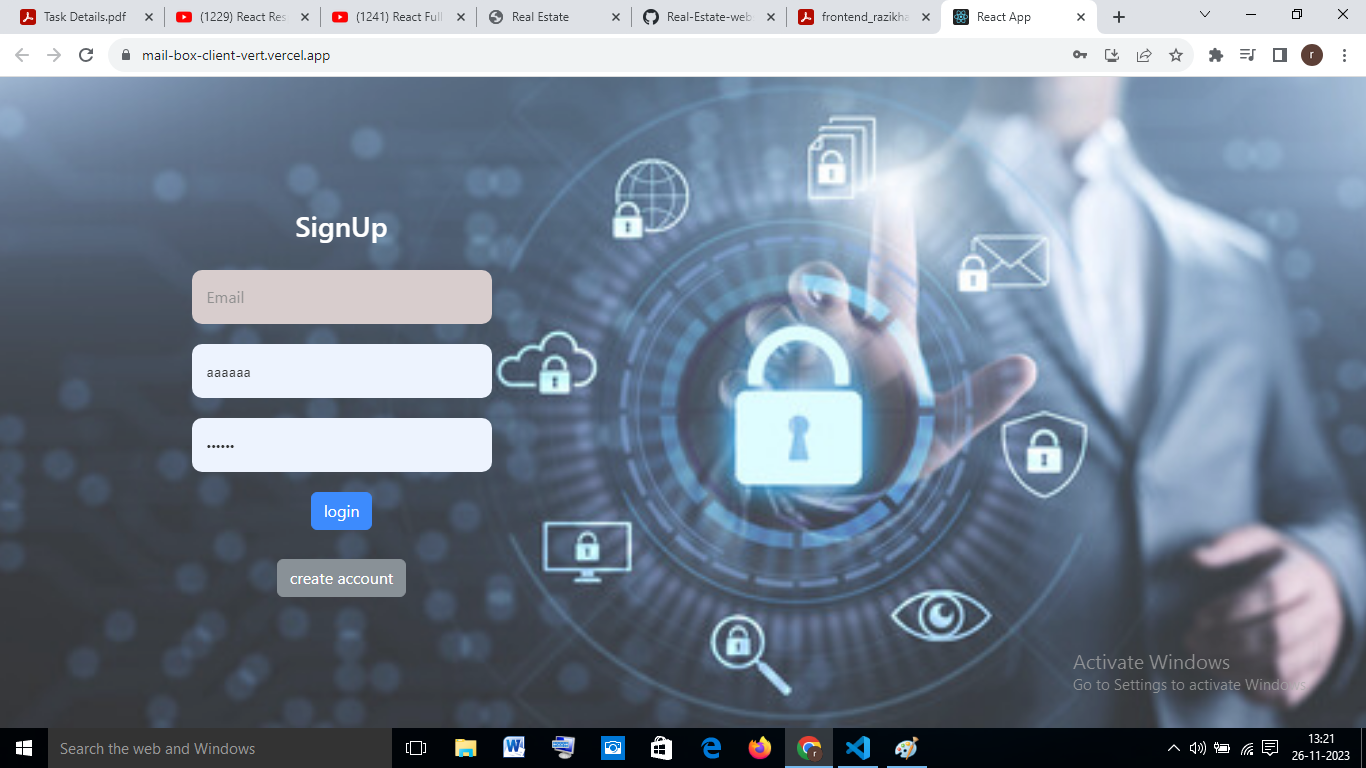 Task Details.pdf
(1229) React Res
(1241) React Full
Real Estate
Real-Estate-web
frontend_razikha
React App
mail-box-client-vert.vercel.app
r
SignUp
Email
aaaaaa
••••••
login
create account
Activate Windows
Go to Settings to activate Windows.
Search the web and Windows
13:21
26-11-2023